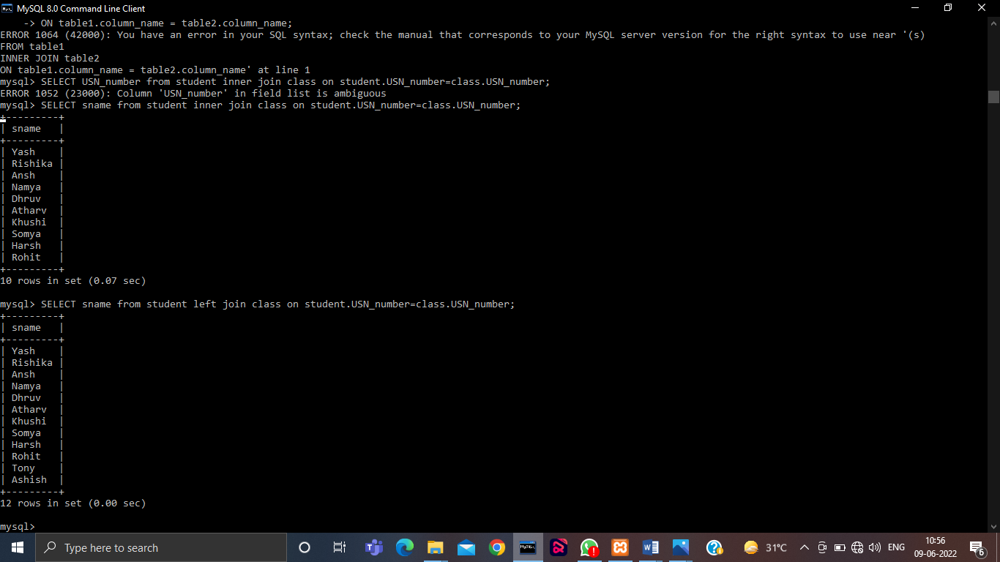 MySQL 8.0 Command Line Client
    -> ON table1.column_name = table2.column_name;
ERROR 1064 (42000): You have an error in your SQL syntax; check the manual that corresponds to your MySQL server version for the right syntax to use near '(s)
FROM table1
INNER JOIN table2
ON table1.column_name = table2.column_name' at line 1
mysql> SELECT USN_number from student inner join class on student.USN_number=class.USN_number;
ERROR 1052 (23000): Column 'USN_number' in field list is ambiguous
mysql> SELECT sname from student inner join class on student.USN_number=class.USN_number;
+---------+
| sname   |
+---------+
| Yash    |
| Rishika |
| Ansh    |
| Namya   |
| Dhruv   |
| Atharv  |
| Khushi  |
| Somya   |
| Harsh   |
| Rohit   |
+---------+
10 rows in set (0.07 sec)
mysql> SELECT sname from student left join class on student.USN_number=class.USN_number;
+---------+
| sname   |
+---------+
| Yash    |
| Rishika |
| Ansh    |
| Namya   |
| Dhruv   |
| Atharv  |
| Khushi  |
| Somya   |
| Harsh   |
| Rohit   |
| Tony    |
| Ashish  |
+---------+
12 rows in set (0.00 sec)
mysql>
Type here to search
31°C
ENG
10:56
09-06-2022
6